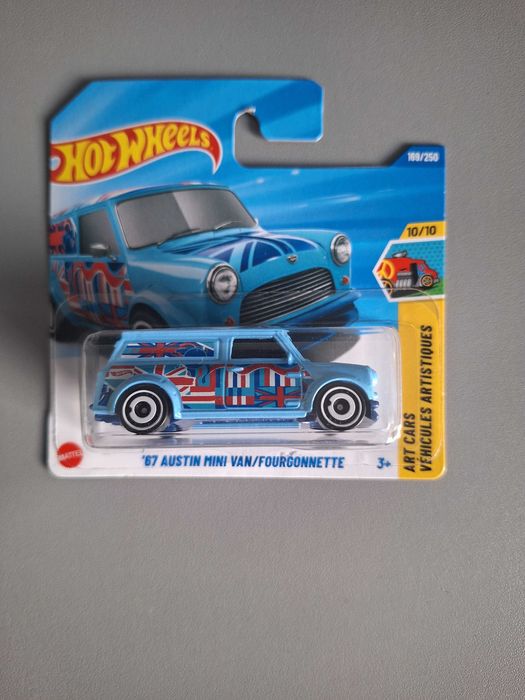 HOT WHEELS
169/250
10/10
ART CARS
VÉHICULES ARTISTIQUES
MATTEL
'67 AUSTIN MINI VAN/FOURGONNETTE
3+